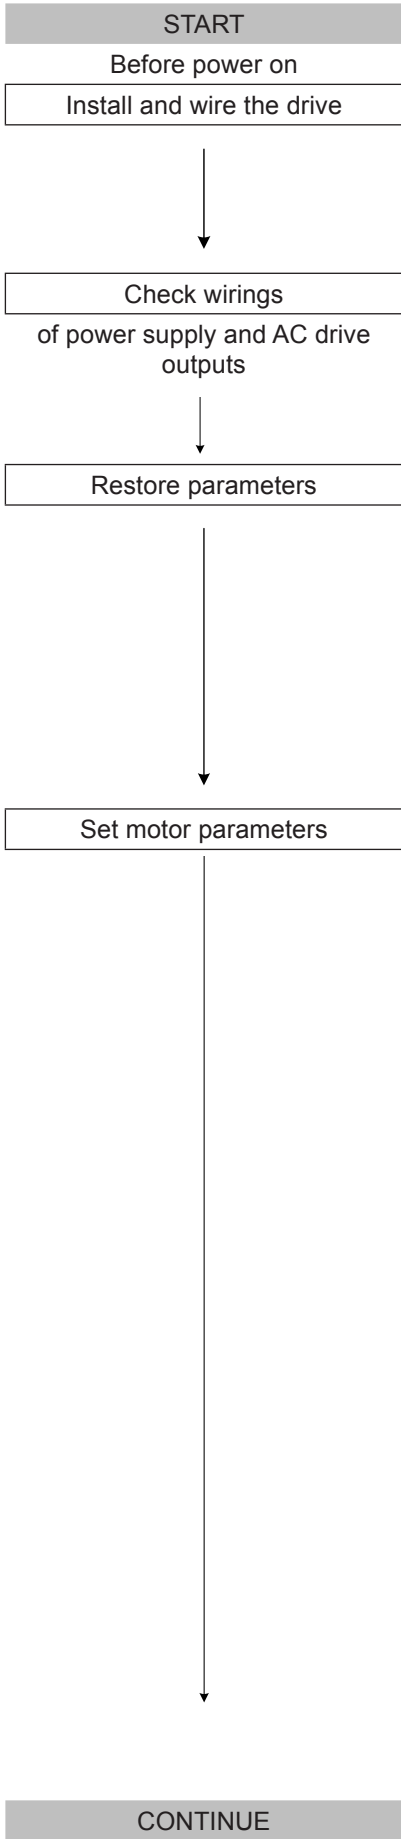 START
Before power on
Install and wire the drive
Check wirings
of power supply and AC drive
outputs
Restore parameters
Set motor parameters
CONTINUE